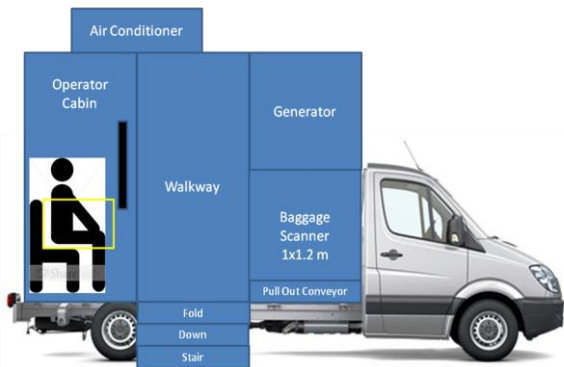 Air Conditioner
Operator
Cabin
Generator
Walkway
Baggage
Scanner
1x1.2 m
Pull Out Conveyor
Fold
Down
Stair